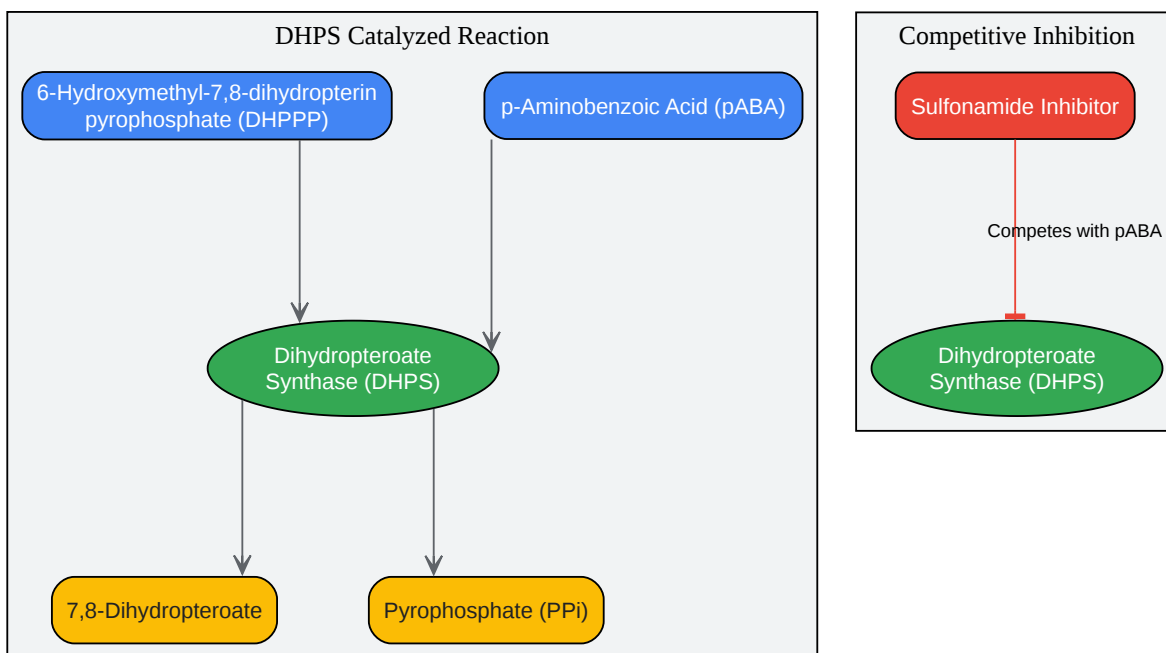 DHPS Catalyzed Reaction
6-Hydroxymethyl-7,8-dihydropterin
pyrophosphate (DHPPP)
p-Aminobenzoic Acid (pABA)
Dihydropteroate
Synthase (DHPS)
7,8-Dihydropteroate
Pyrophosphate (PPi)
Competitive Inhibition
Sulfonamide Inhibitor
Competes with pABA
Dihydropteroate
Synthase (DHPS)